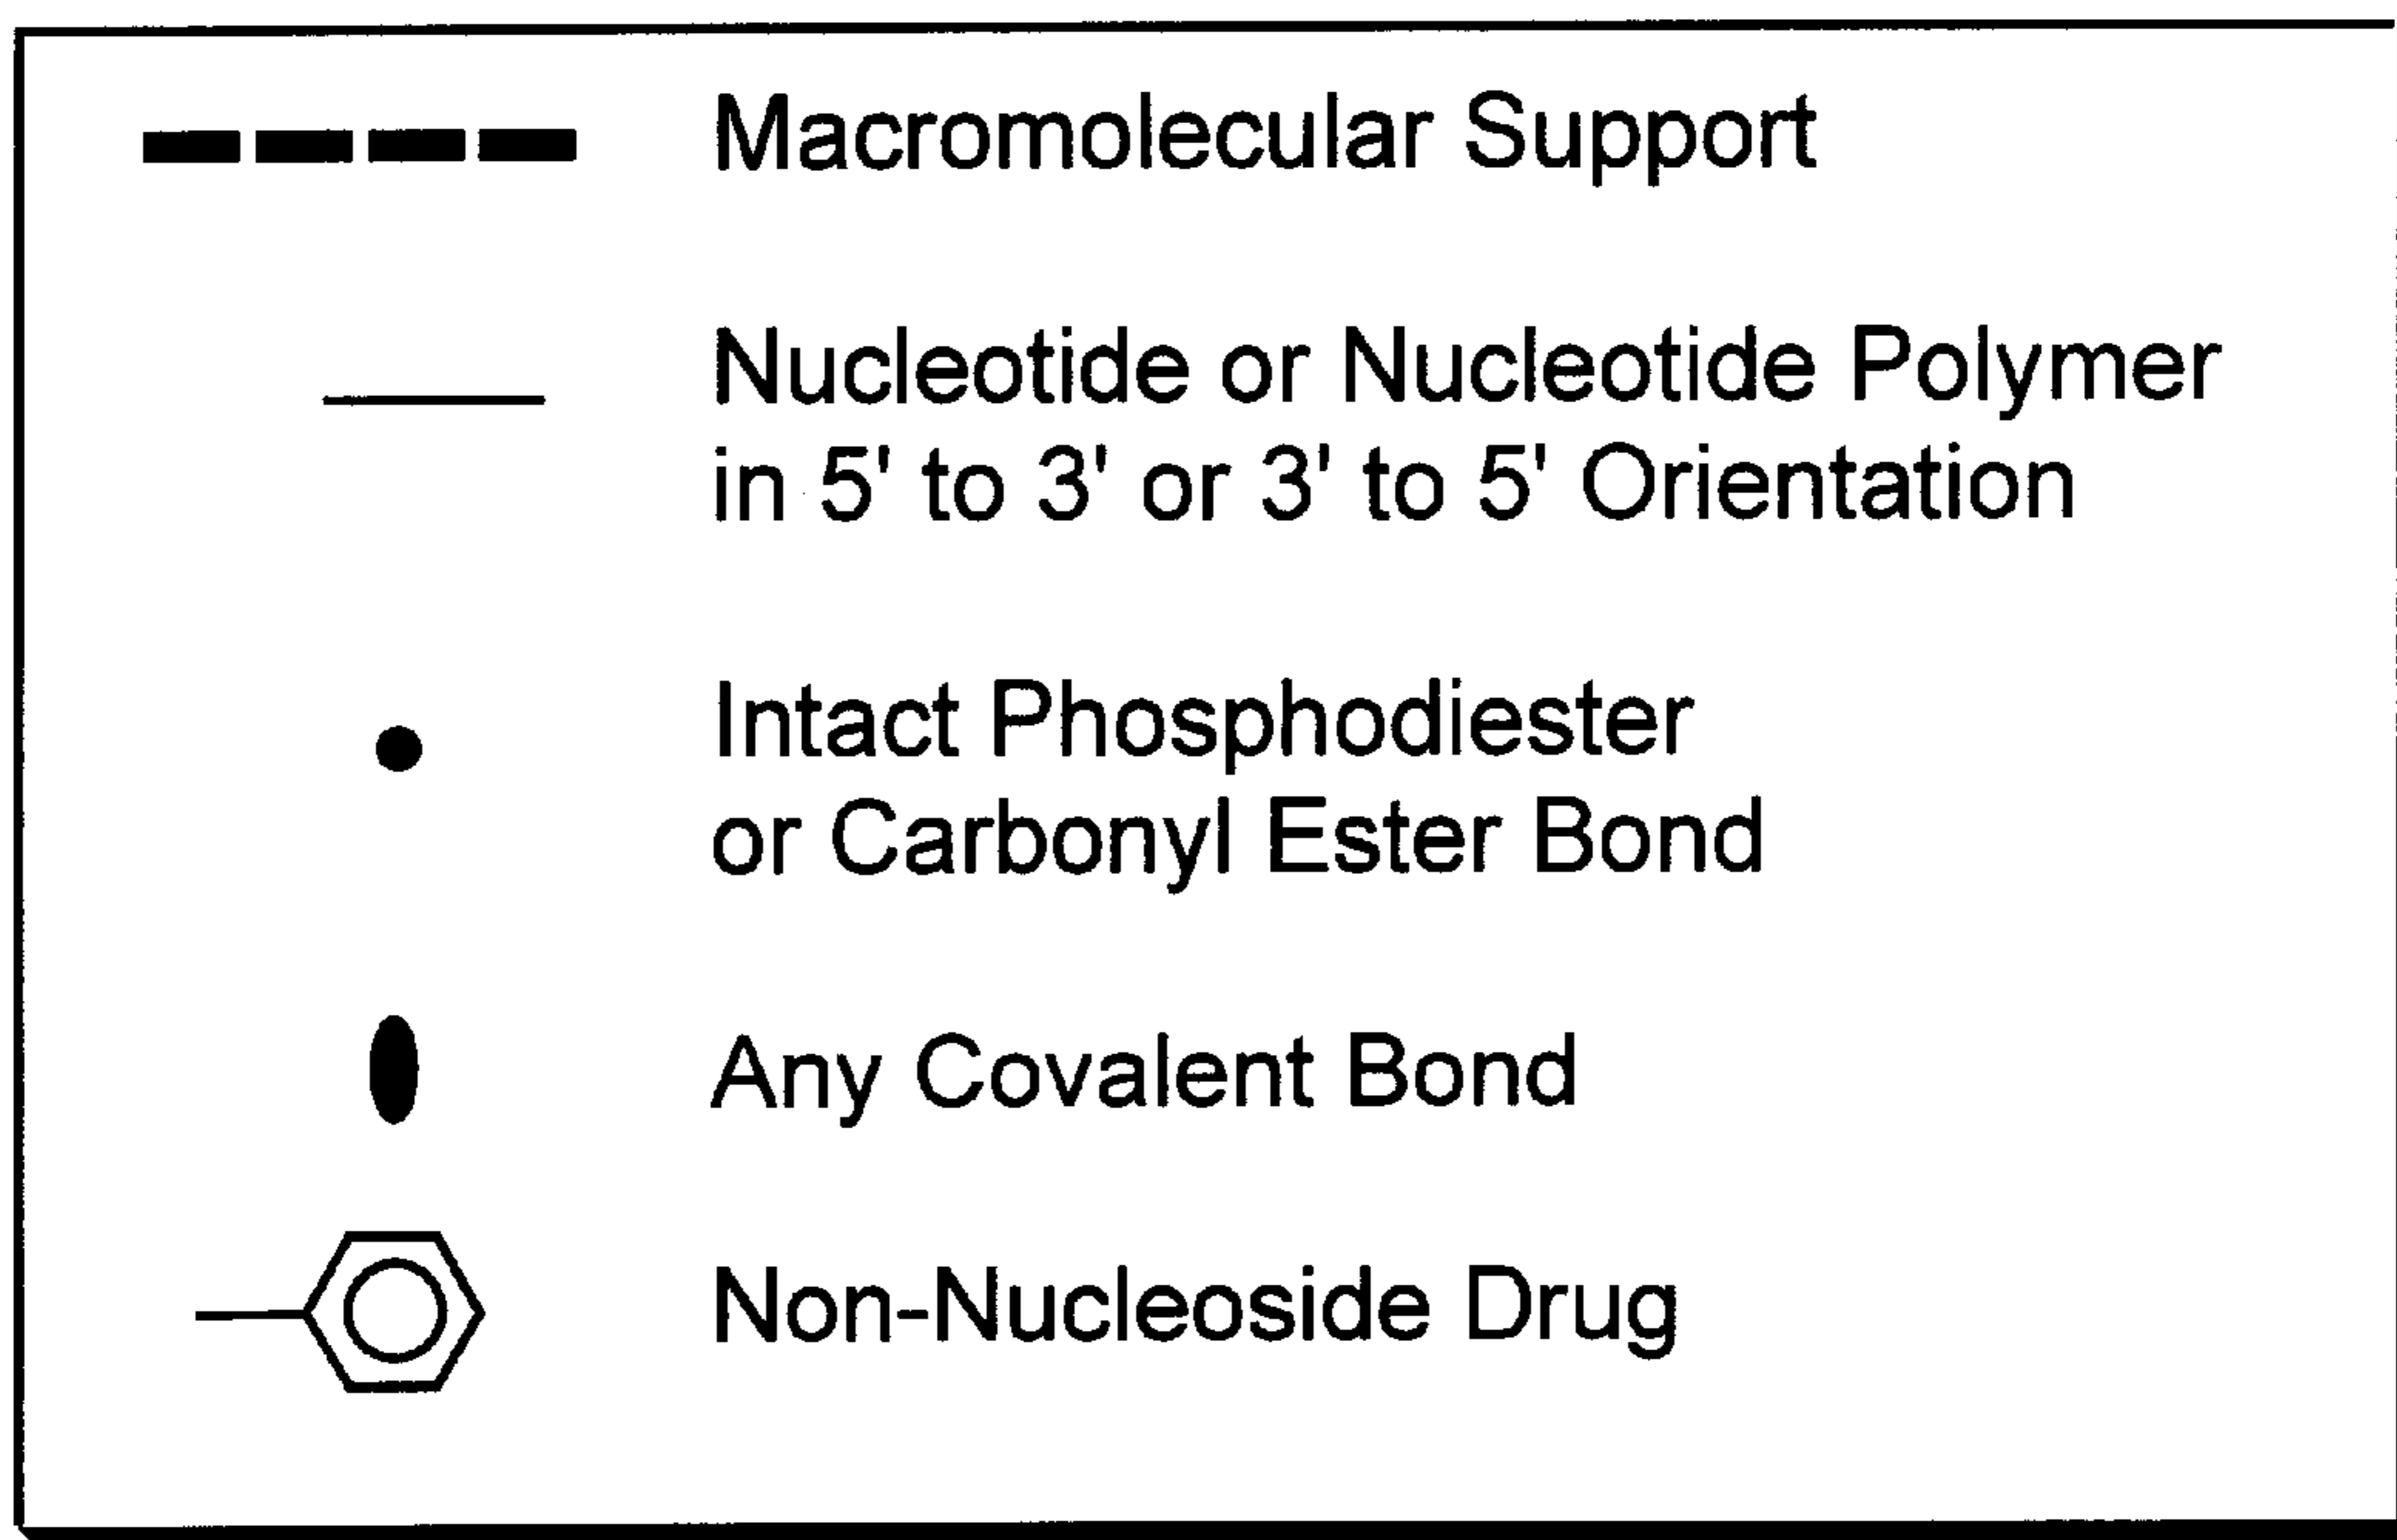 Macromolecular Support
Nucleotide or Nucleotide Polymer
in 5' to 3' or 3' to 5' Orientation
Intact Phosphodiester
or Carbonyl Ester Bond
Any Covalent Bond
Non-Nucleoside Drug